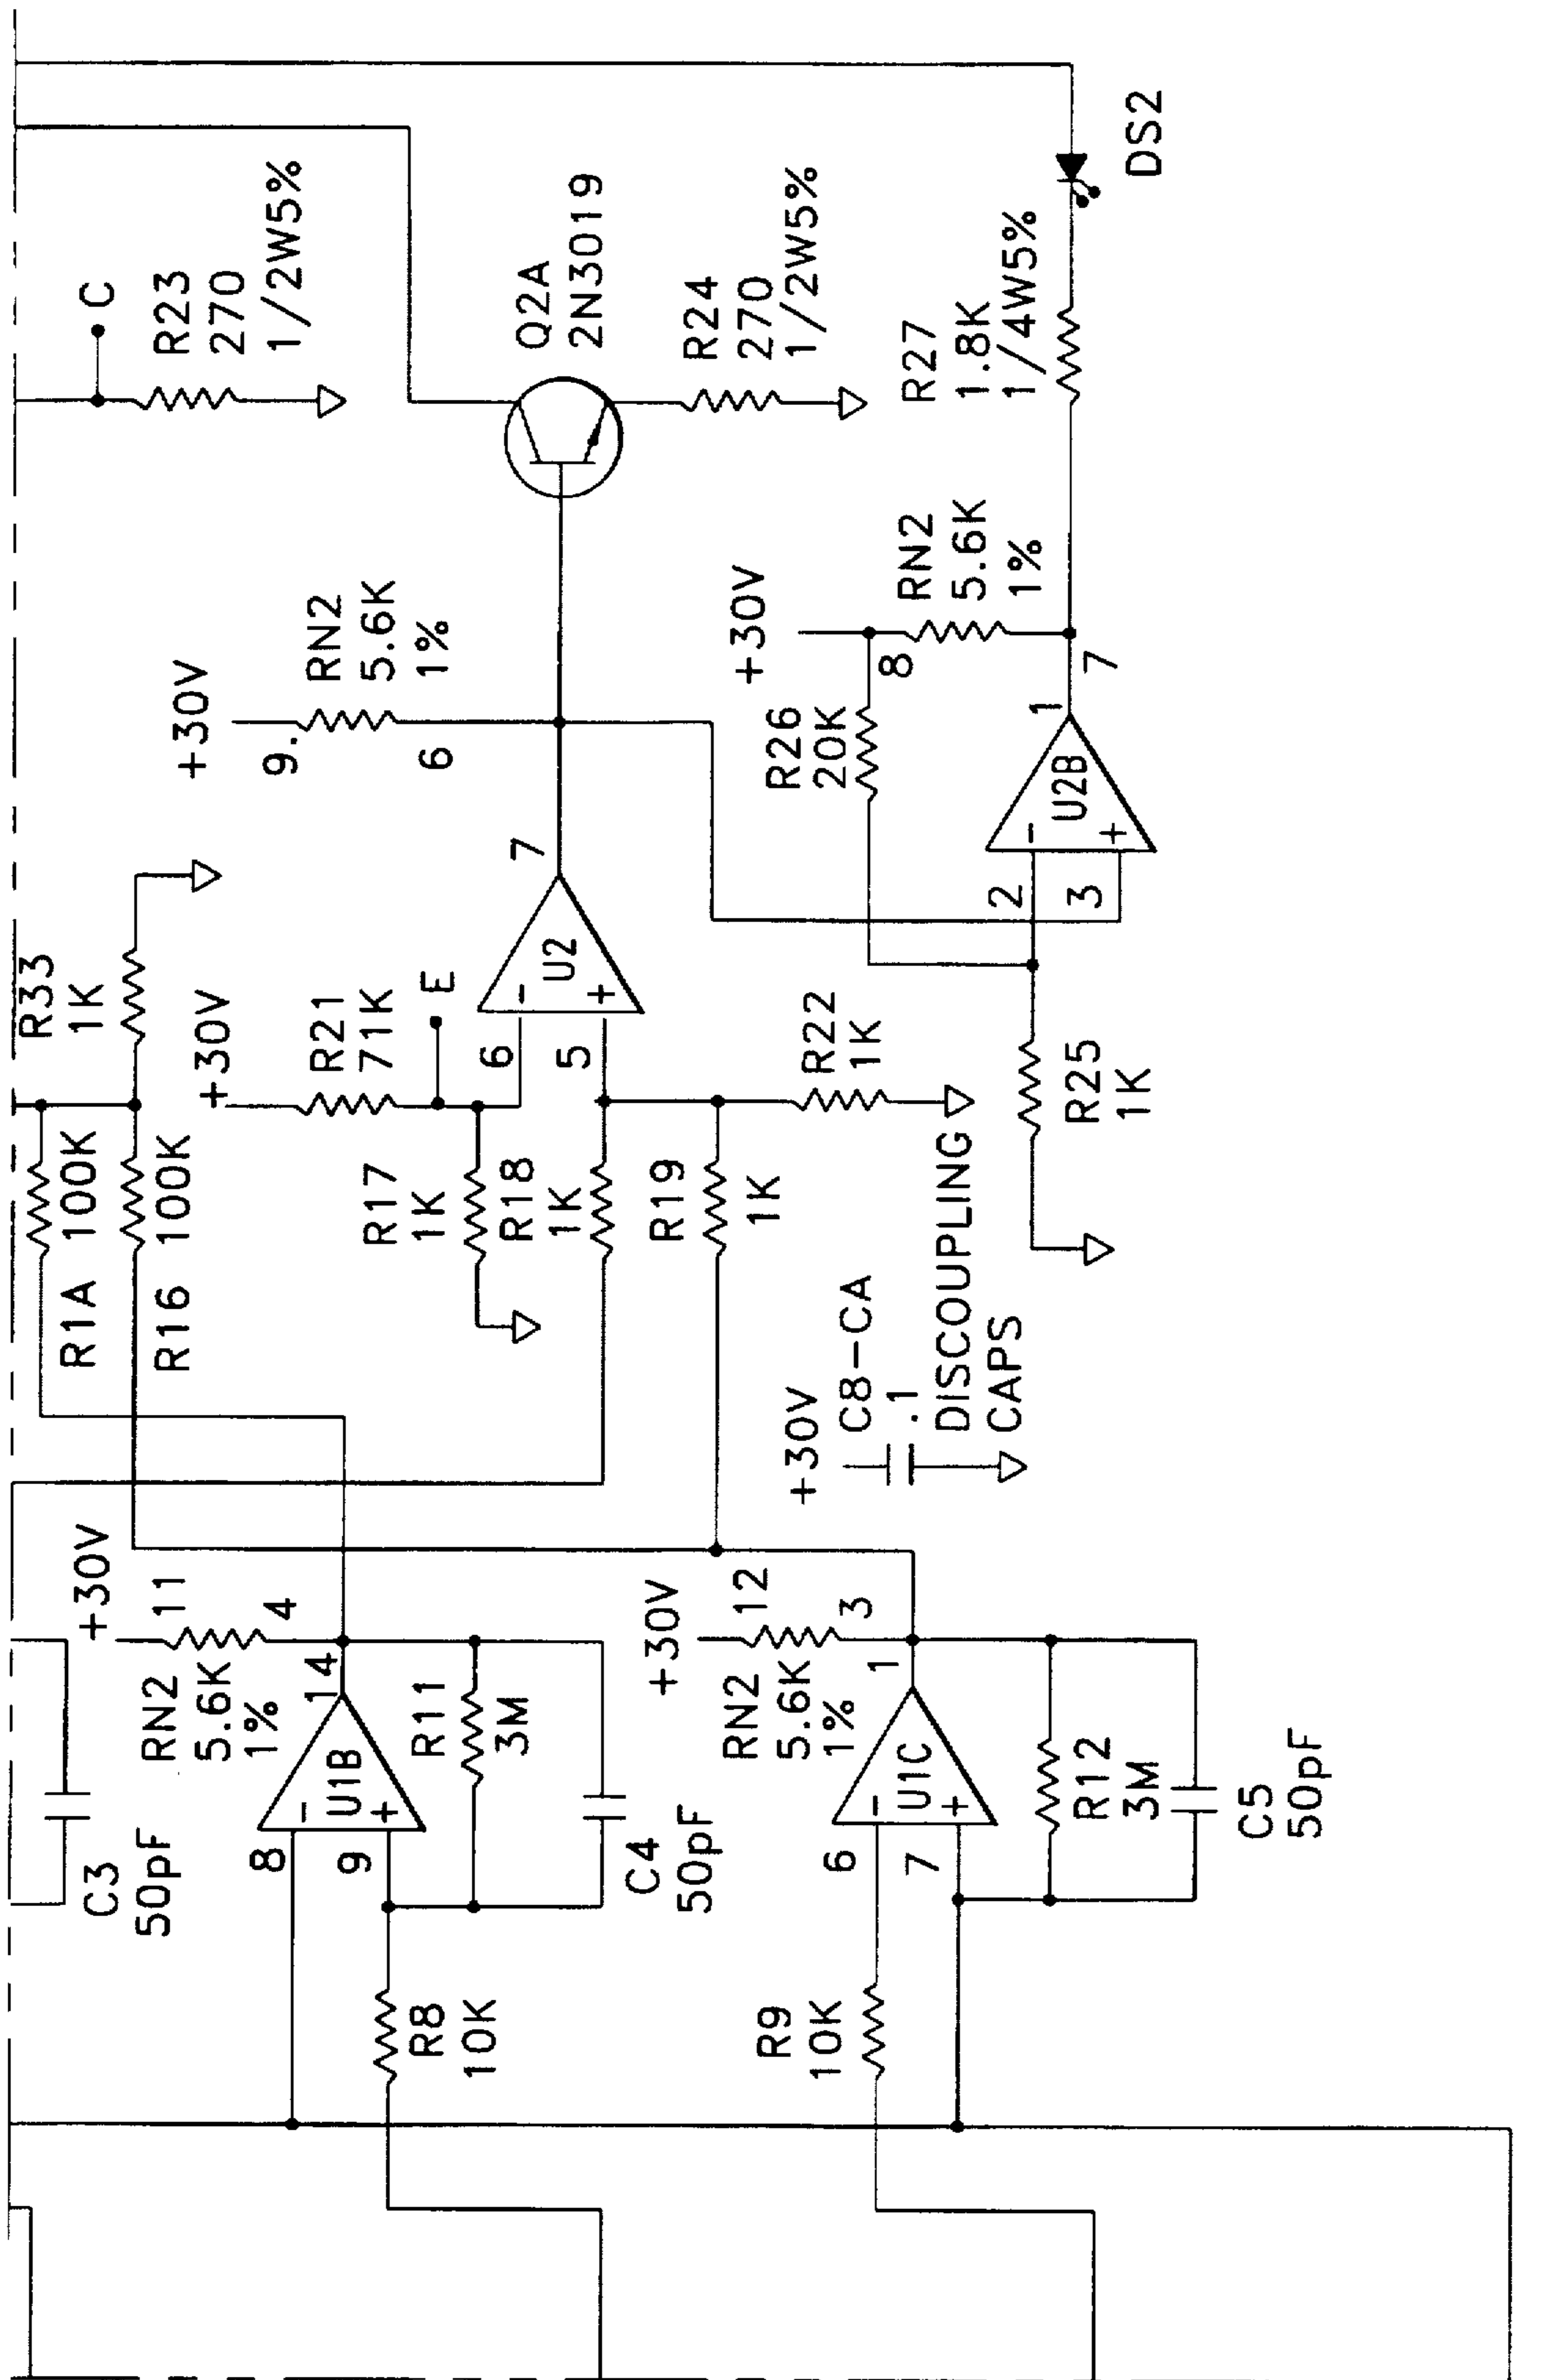 DS2
C
R23
270
1/2W5%
Q2A
2N3019
R24
270
1/2W5%
R27
1.8K
1/4W5%
+30V
9.
RN2
5.6K
1%
6
+30V
8
RN2
5.6K
1%
7
R26
20K
1
U2B
-
+
2
3
7
U2
-
+
6
5
R33
1K
+30V
R21
71K
E
R22
1K
R25
1K
R1A 100K
R16 100K
R17
1K
R18
1K
R19
1K
+30V
C8-CA
.1
DISCOUPLING
CAPS
+30V
11
4
RN2
5.6K
1%
14
U1B
-
+
8
9
R11
3M
C3
50pF
C4
50pF
+30V
12
3
RN2
5.6K
1%
1
U1C
-
+
6
7
R12
3M
C5
50pF
R8
10K
R9
10K